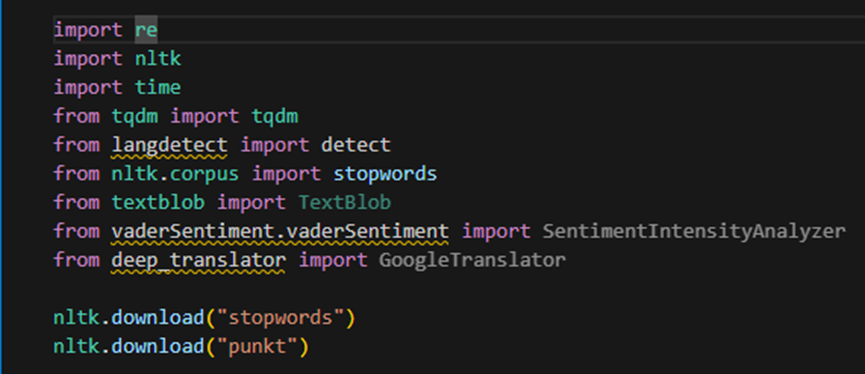 import re
import nltk
import time
from tqdm import tqdm
from langdetect import detect
from nltk.corpus import stopwords
from textblob import TextBlob
from vaderSentiment.vaderSentiment import SentimentIntensityAnalyzer
from deep_translator import GoogleTranslator
nltk.download("stopwords")
nltk.download("punkt")